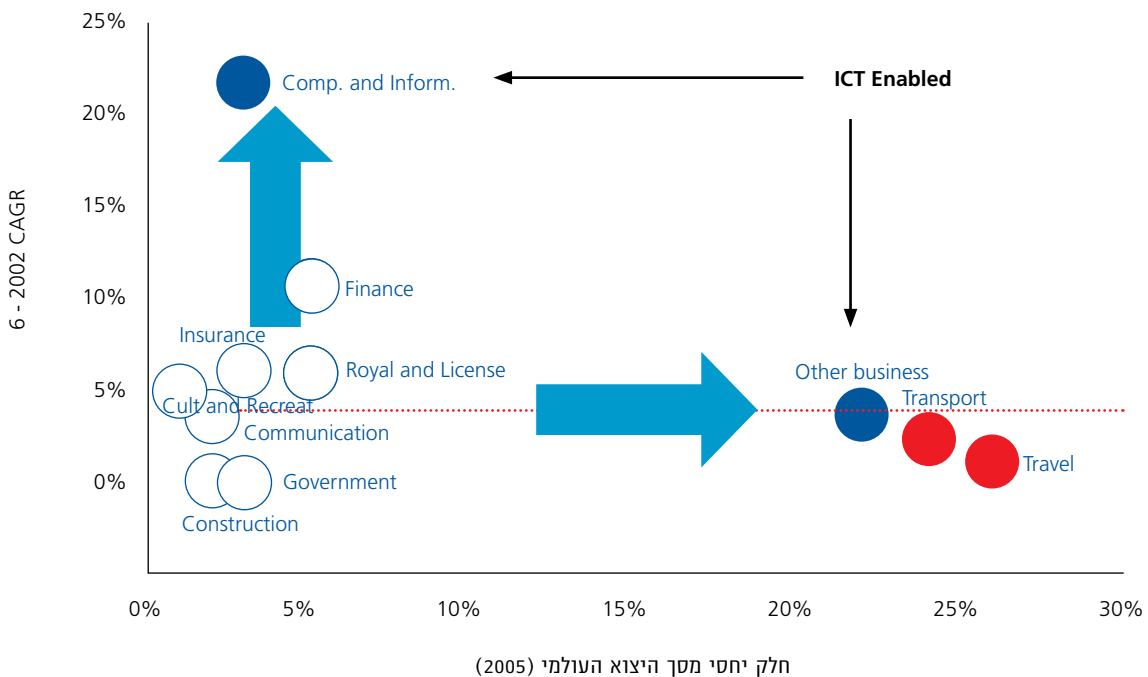 25%
20%
15%
10%
5%
0%
6 - 2002 CAGR
Comp. and Inform.
ICT Enabled
Finance
Insurance
Royal and License
Cult and Recreat
Communication
Government
Construction
Other business
Transport
Travel
0%
5%
10%
15%
20%
25%
30%
חלק יחסי מסך היצוא העולמי (2005)